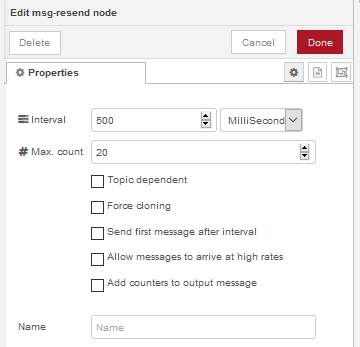 Edit msg-resend node
Delete Cancel Done
Properties
Interval 500 MilliSecond
Max. count 20
Topic dependent
Force cloning
Send first message after interval
Allow messages to arrive at high rates
Add counters to output message
Name Name